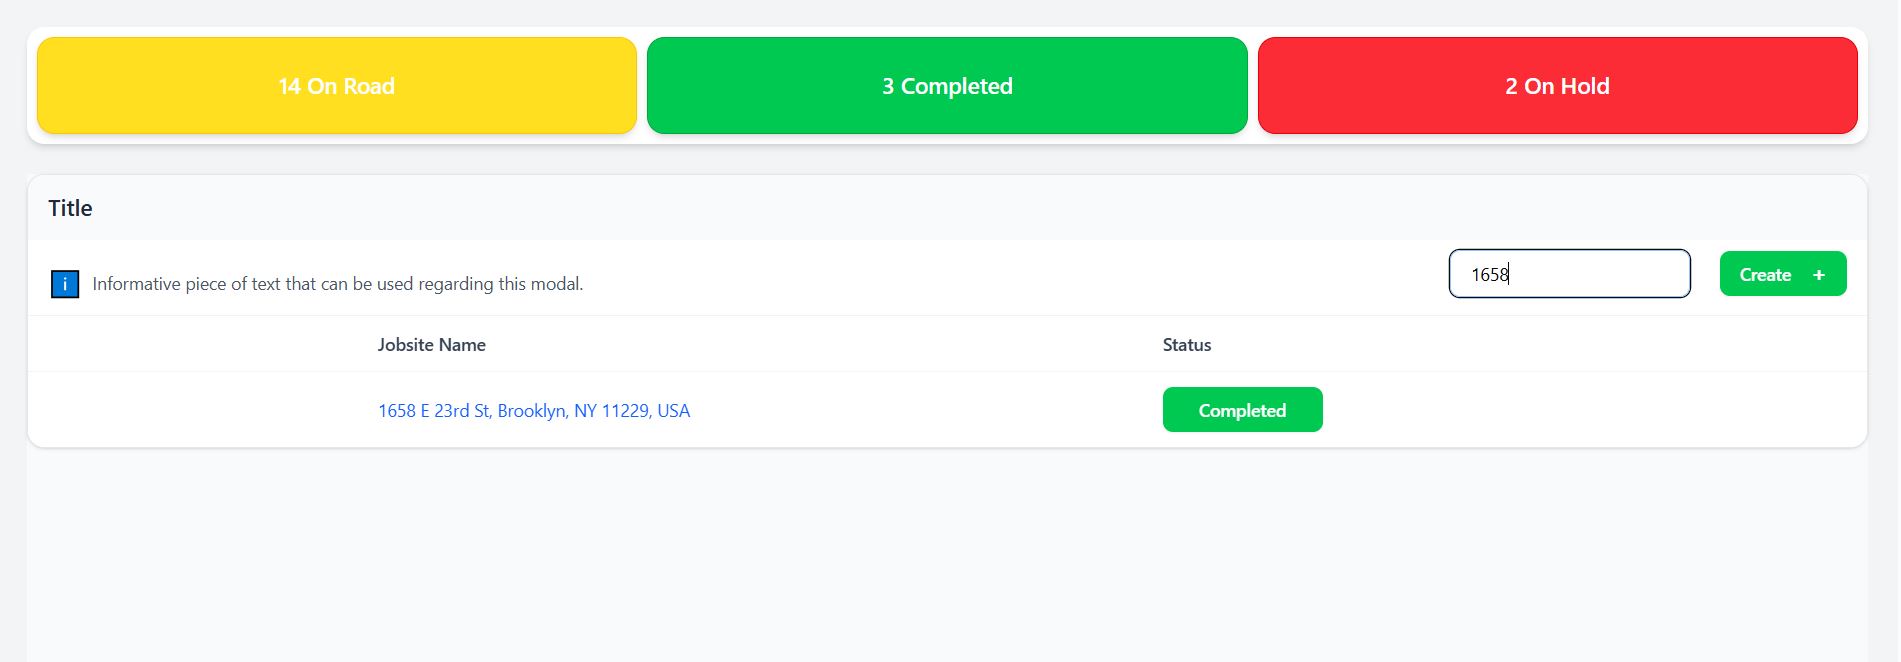 14 On Road
3 Completed
2 On Hold
Title
i Informative piece of text that can be used regarding this modal.
1658
Create +
Jobsite Name Status
1658 E 23rd St, Brooklyn, NY 11229, USA Completed